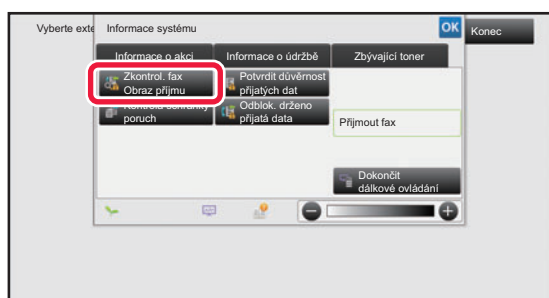 Vyberte exte
Informace systému
OK
Konec
Informace o akci
Informace o údržbě
Zbývající toner
Zkontrol. fax
Obraz příjmu
Potvrdit důvěrnost
přijatých dat
Kontrola schránky
poruch
Odblok. drženo
přijatá data
Přijmout fax
Dokončit
dálkové ovládání